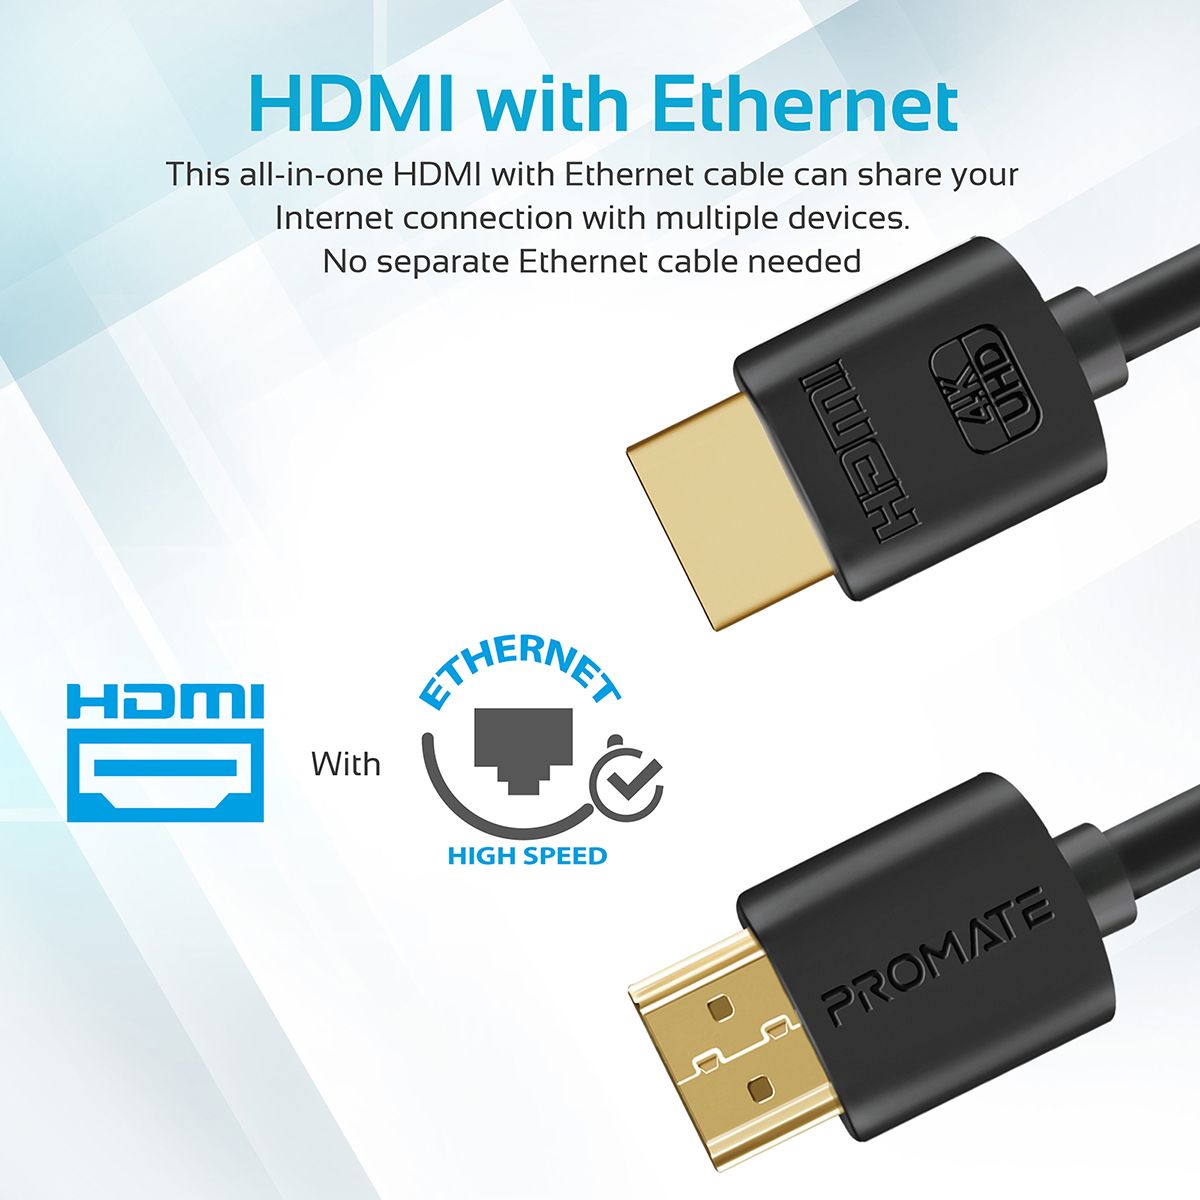 HDMI with Ethernet
This all-in-one HDMI with Ethernet cable can share your
Internet connection with multiple devices.
No separate Ethernet cable needed
HDMI
4.K
UHD
HDMI
With
ETHERNET
HIGH SPEED
PROMATE